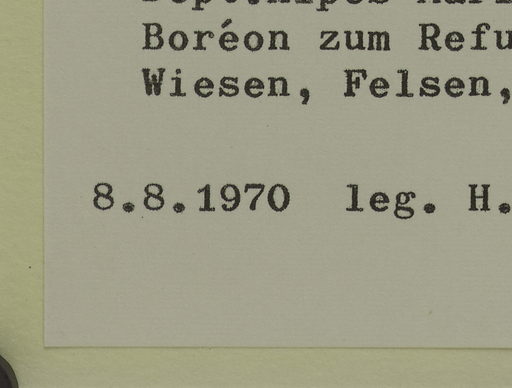 Boréon zum Refu
Wiesen, Felsen,
8.8.1970 leg. H.